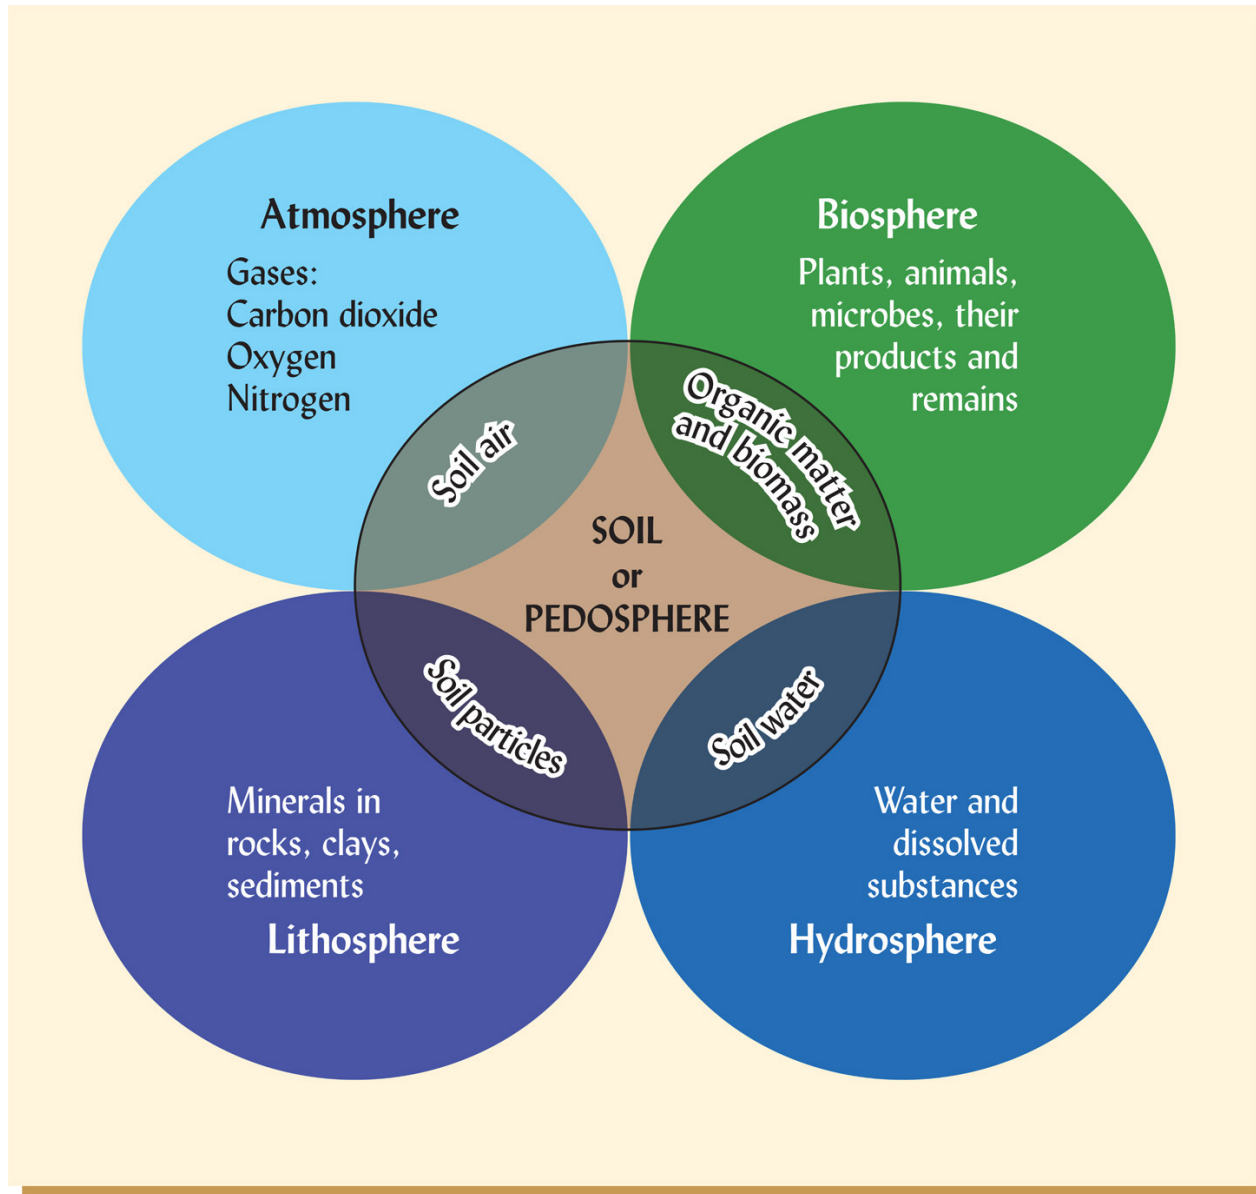 Atmosphere
Gases:
Carbon dioxide
Oxygen
Nitrogen
Biosphere
Plants, animals,
microbes, their
products and
remains
Soil air
Organic matter
and biomass
SOIL
or
PEDOSPHERE
Soil particles
Soil water
Minerals in
rocks, clays,
sediments
Lithosphere
Water and
dissolved
substances
Hydrosphere